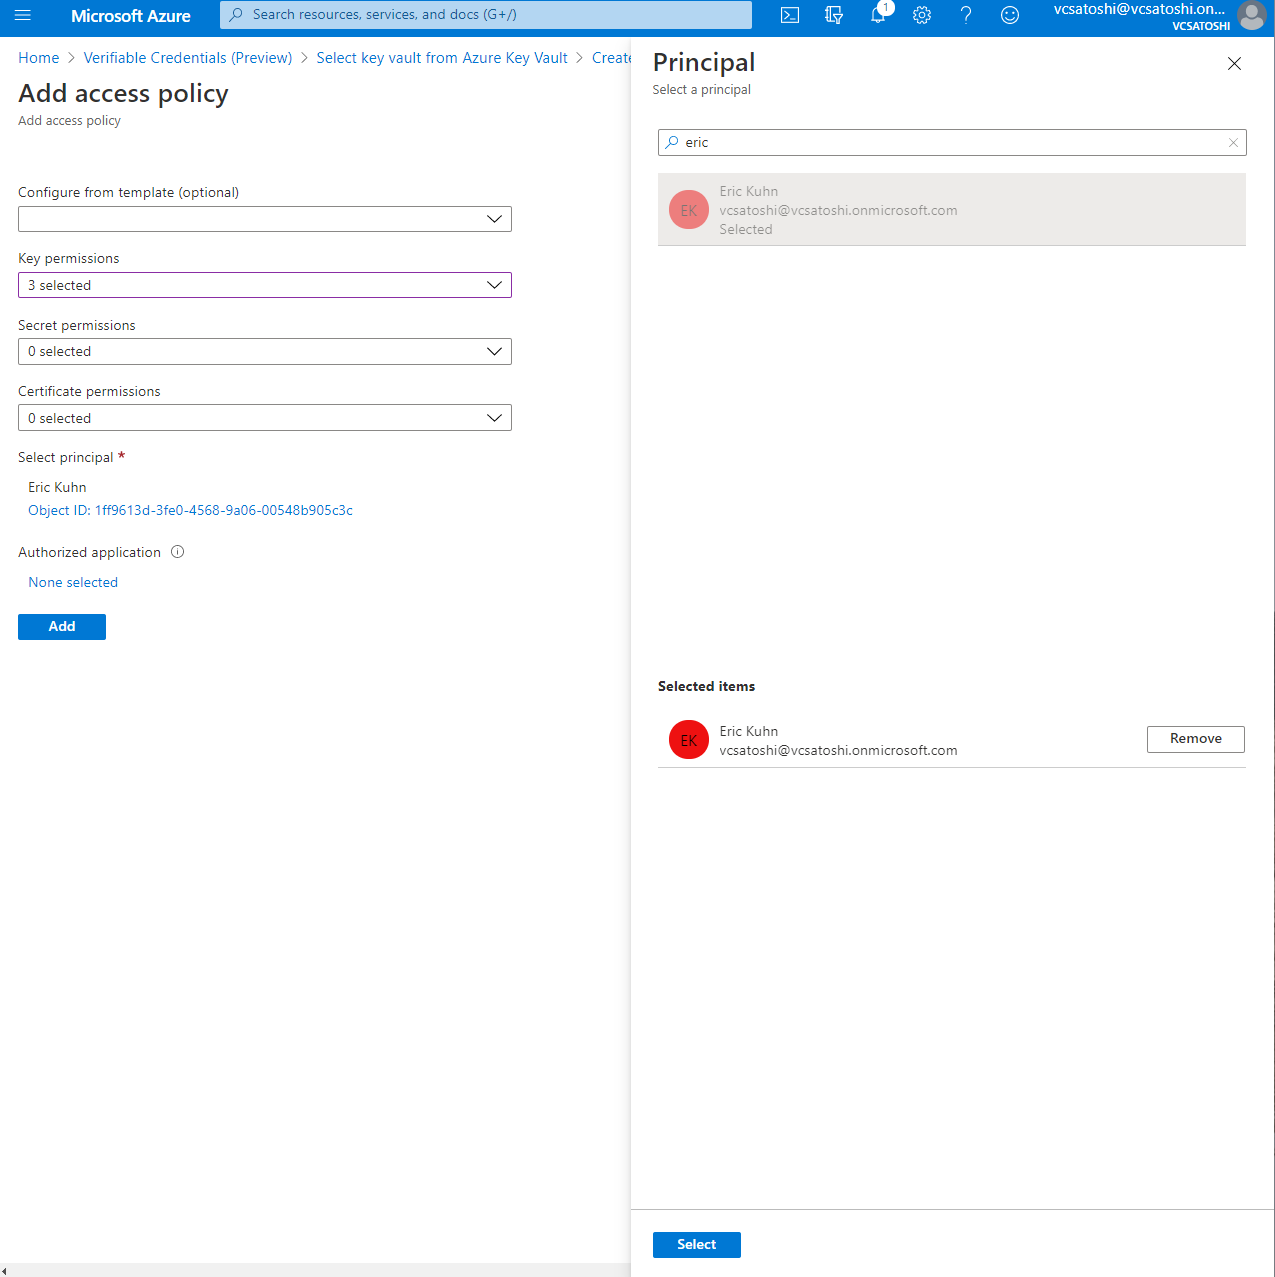 Microsoft Azure
Search resources, services, and docs (G+/)
1
vcsatoshi@vcsatoshi.on...
VCSATOSHI
Home > Verifiable Credentials (Preview) > Select key vault from Azure Key Vault > Create
Add access policy
Add access policy
Configure from template (optional)
Key permissions
3 selected
Secret permissions
0 selected
Certificate permissions
0 selected
Select principal *
Eric Kuhn
Object ID: 1ff9613d-3fe0-4568-9a06-00548b905c3c
Authorized application
None selected
Add
Principal
Select a principal
eric
EK
Eric Kuhn
vcsatoshi@vcsatoshi.onmicrosoft.com
Selected
Selected items
EK
Eric Kuhn
vcsatoshi@vcsatoshi.onmicrosoft.com
Remove
Select